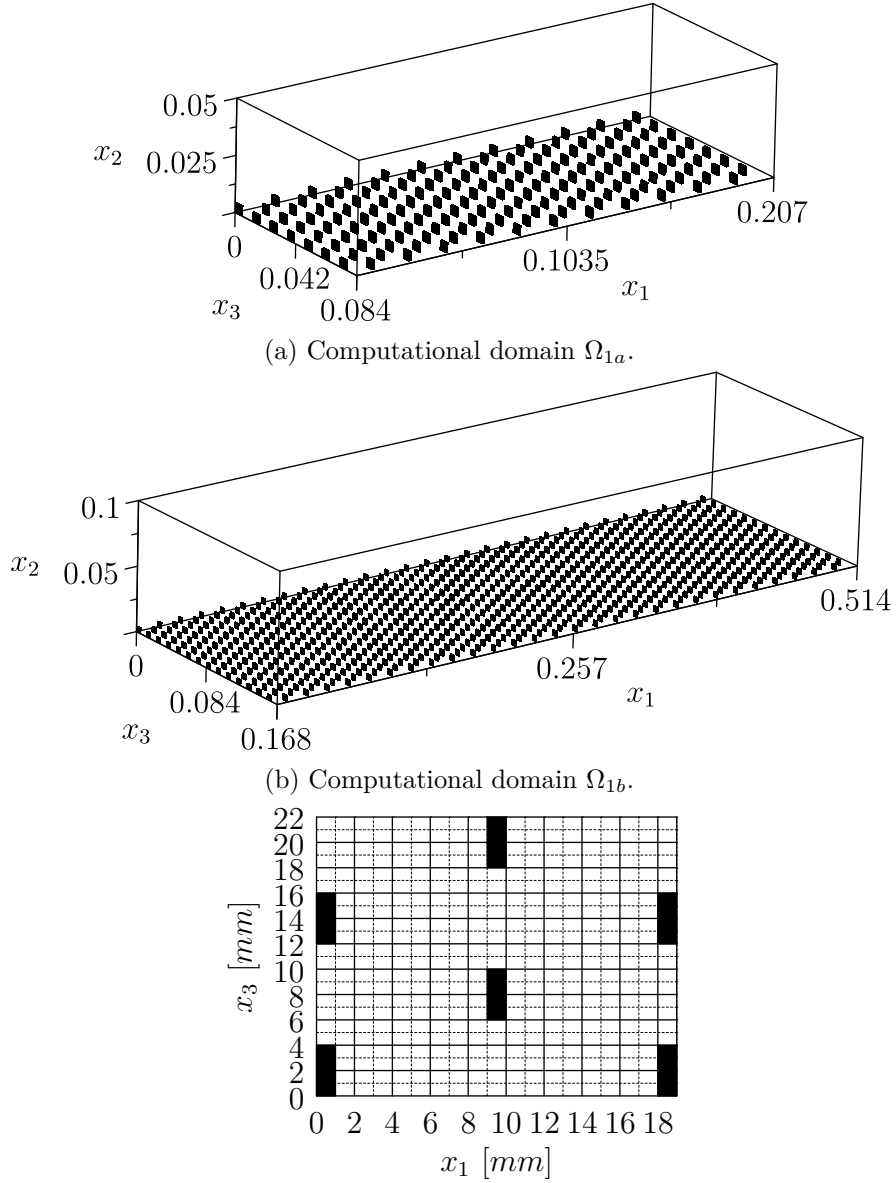 0.05
x₂
0.025
0
0.042
x₃
0.084
0.1035
x₁
0.207
(a) Computational domain Ω₁ₐ.
0.1
x₂
0.05
0
0.084
x₃
0.168
0.257
x₁
0.514
(b) Computational domain Ω₁b.
22
20
18
16
14
12
10
8
6
4
2
0
x₃ [mm]
0 2 4 6 8 10 12 14 16 18
x₁ [mm]